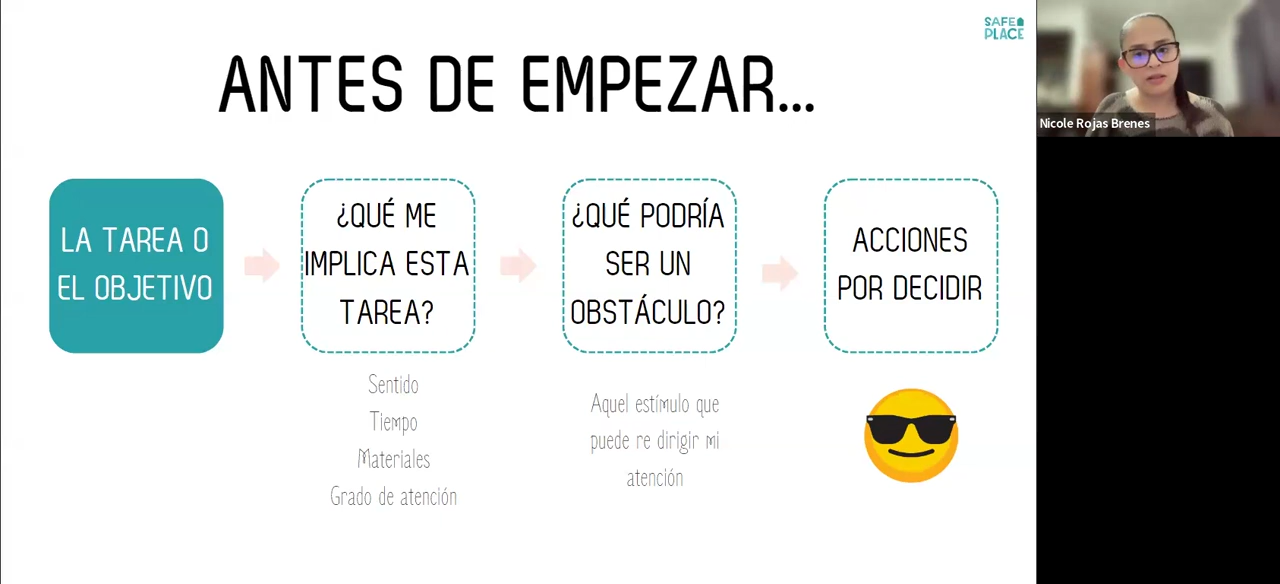 SAFE
PLACE
ANTES DE EMPEZAR...
Nicole Rojas Brenes
LA TAREA O
EL OBJETIVO
¿QUÉ ME
IMPLICA ESTA
TAREA?
Sentido
Tiempo
Materiales
Grado de atención
¿QUÉ PODRÍA
SER UN
OBSTÁCULO?
Aquel estímulo que
puede re dirigir mi
atención
ACCIONES
POR DECIDIR